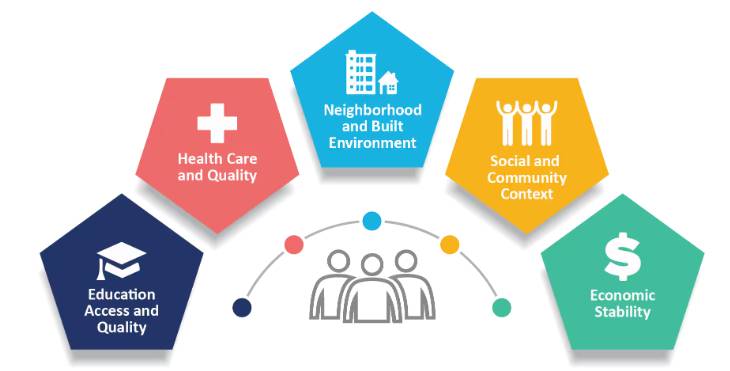 Education
Access and
Quality
Health Care
and Quality
Neighborhood
and Built
Environment
Social and
Community
Context
$
Economic
Stability